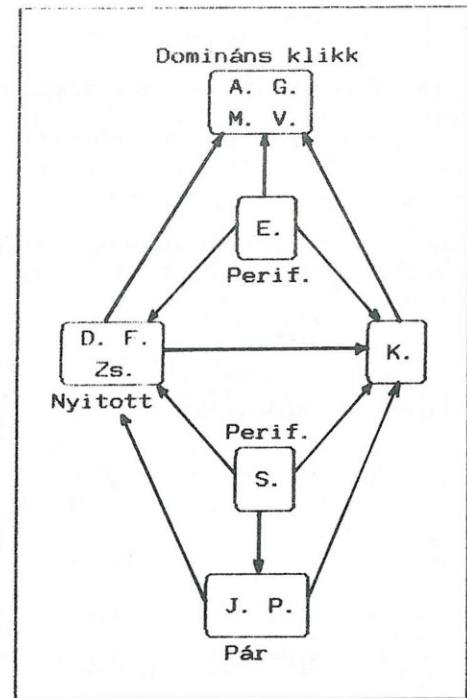 Domináns klikk
A. G.
M. V.
E.
Perif.
D. F.
Zs.
Nyitott
K.
Perif.
S.
J. P.
Pár